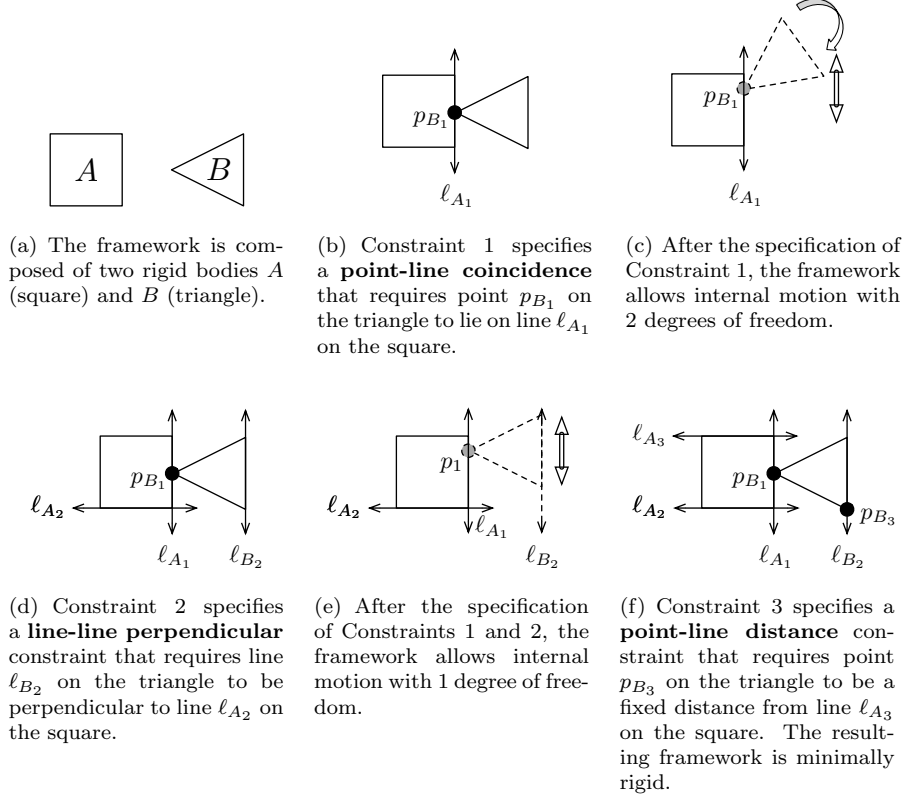 A
B
p_{B_1}
ℓ_{A_1}
p_{B_1}
ℓ_{A_1}
(a) The framework is com-
posed of two rigid bodies A
(square) and B (triangle).
(b) Constraint 1 specifies
a point-line coincidence
that requires point p_{B_1} on
the triangle to lie on line ℓ_{A_1}
on the square.
(c) After the specification of
Constraint 1, the framework
allows internal motion with
2 degrees of freedom.
p_{B_1}
ℓ_{A_2}
ℓ_{A_1}
ℓ_{B_2}
p_1
ℓ_{A_2}
ℓ_{A_1}
ℓ_{B_2}
ℓ_{A_3}
p_{B_1}
ℓ_{A_2}
p_{B_3}
ℓ_{A_1}
ℓ_{B_2}
(d) Constraint 2 specifies
a line-line perpendicular
constraint that requires line
ℓ_{B_2} on the triangle to be
perpendicular to line ℓ_{A_2} on
the square.
(e) After the specification
of Constraints 1 and 2, the
framework allows internal
motion with 1 degree of free-
dom.
(f) Constraint 3 specifies a
point-line distance con-
straint that requires point
p_{B_3} on the triangle to be a
fixed distance from line ℓ_{A_3}
on the square. The result-
ing framework is minimally
rigid.